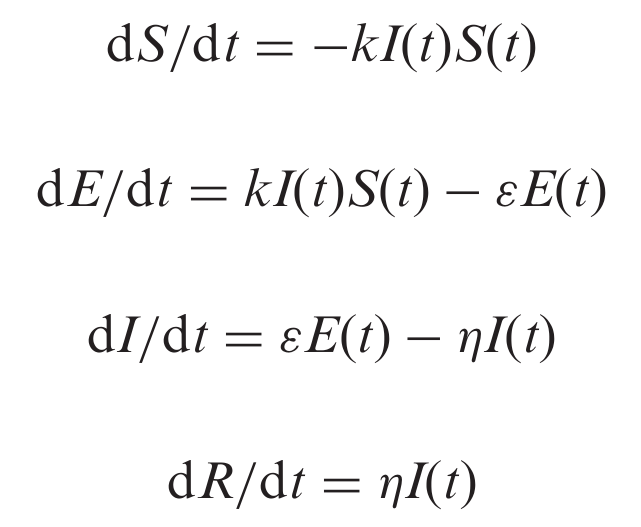 dS/dt = −kI(t)S(t)
dE/dt = kI(t)S(t) − εE(t)
dI/dt = εE(t) − ηI(t)
dR/dt = ηI(t)